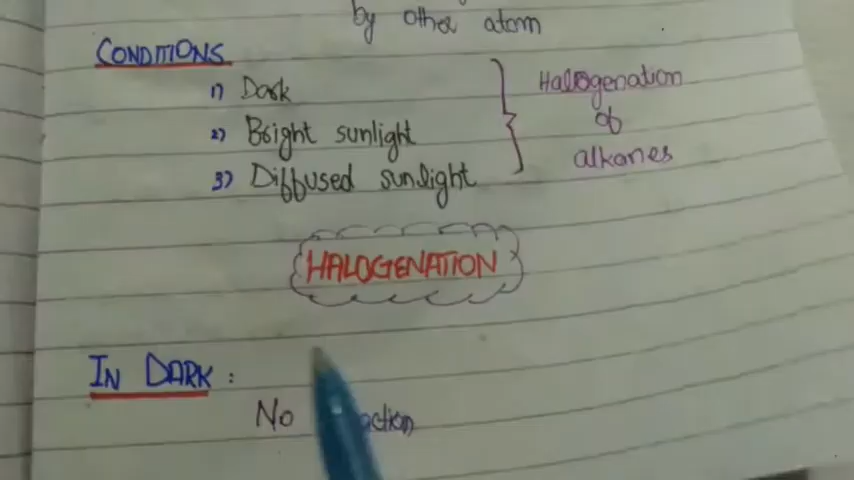 by other atom
CONDITIONS
1) Dark
2) Bright sunlight
3) Diffused sunlight
Halogenation
of
alkanes
HALOGENATION
IN DARK :
No action